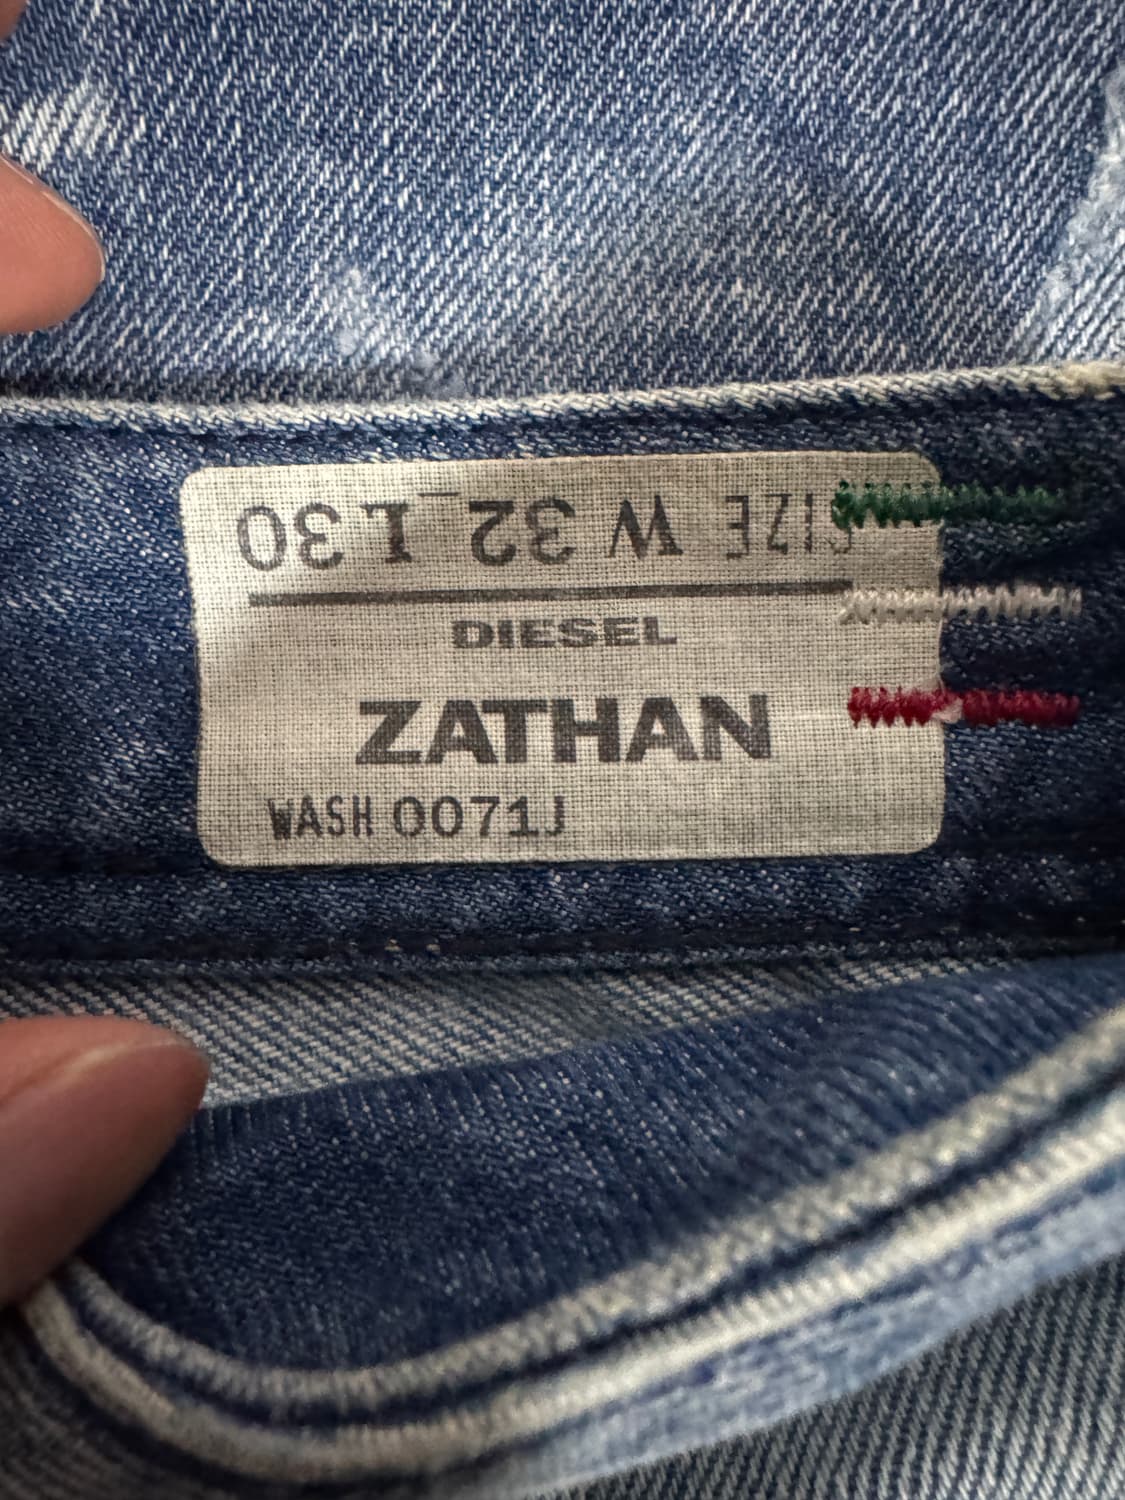 SIZE W 32 L 30
DIESEL
ZATHAN
WASH 0071J